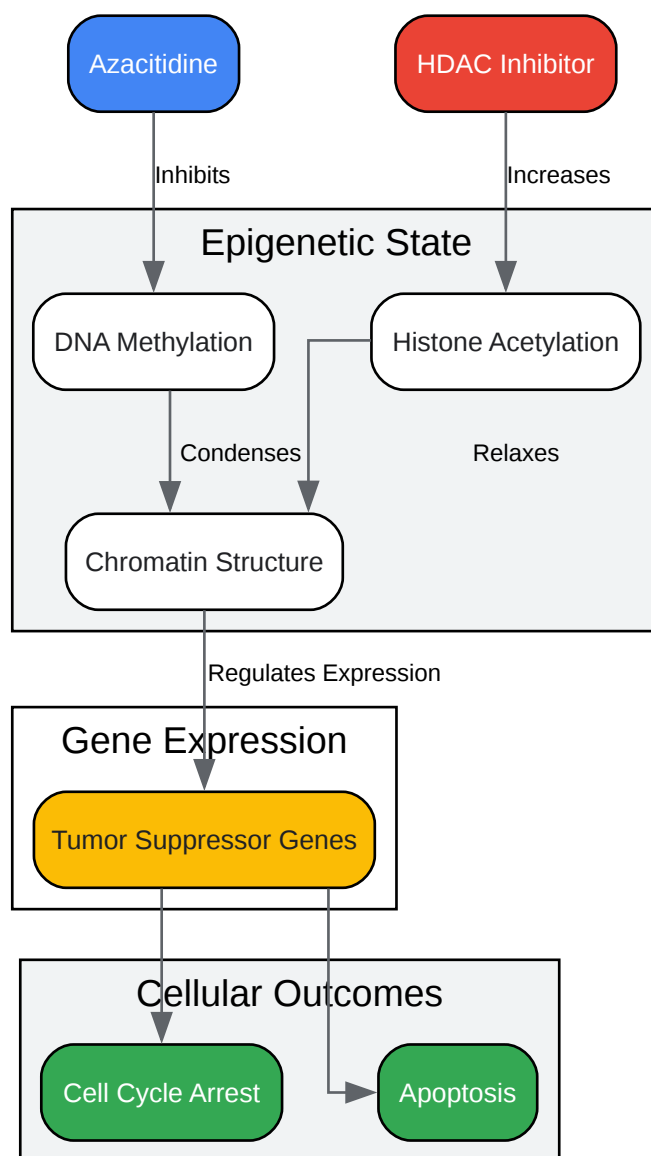 Azacitidine
HDAC Inhibitor
Inhibits
Increases
Epigenetic State
DNA Methylation
Histone Acetylation
Condenses
Relaxes
Chromatin Structure
Regulates Expression
Gene Expression
Tumor Suppressor Genes
Cellular Outcomes
Cell Cycle Arrest
Apoptosis